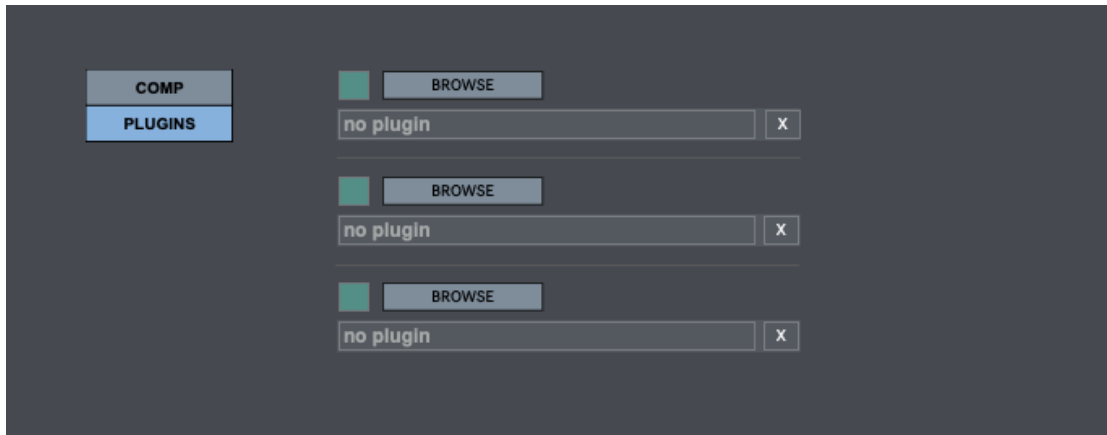 COMP
PLUGINS
BROWSE
no plugin X
BROWSE
no plugin X
BROWSE
no plugin X